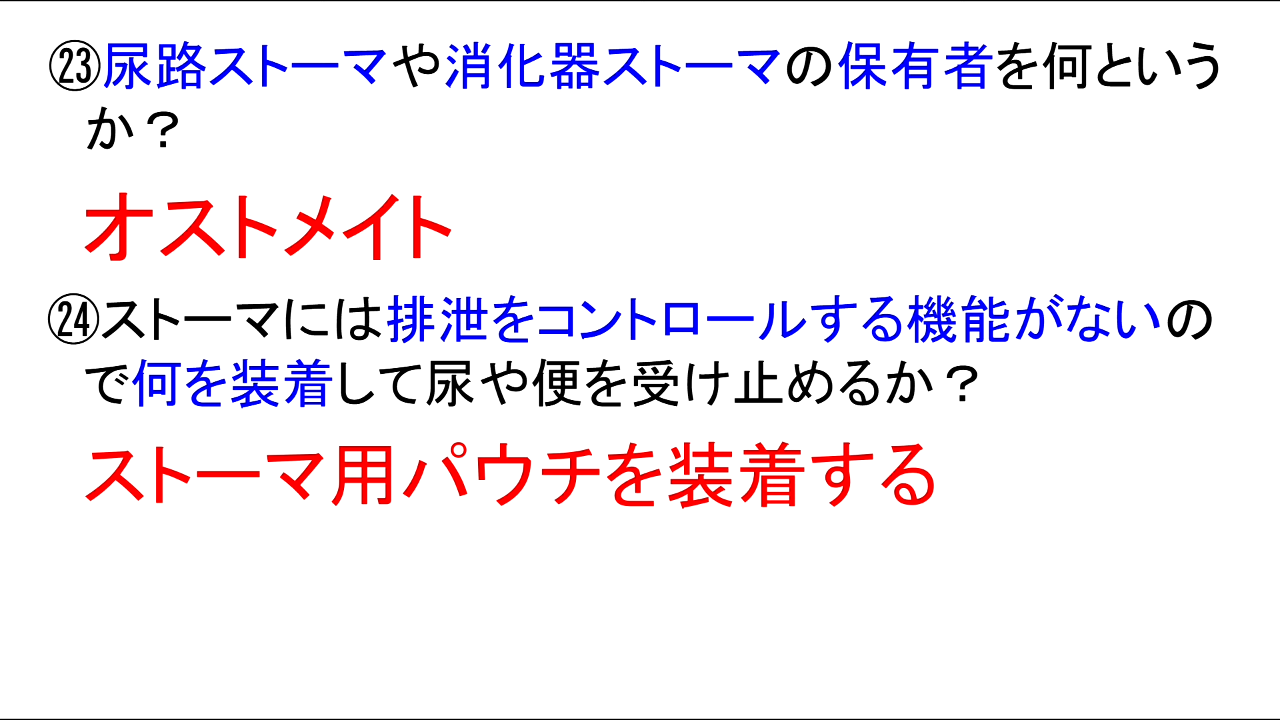 ㉓尿路ストーマや消化器ストーマの保有者を何という
か？
オストメイト
㉔ストーマには排泄をコントロールする機能がないの
で何を装着して尿や便を受け止めるか？
ストーマ用パウチを装着する